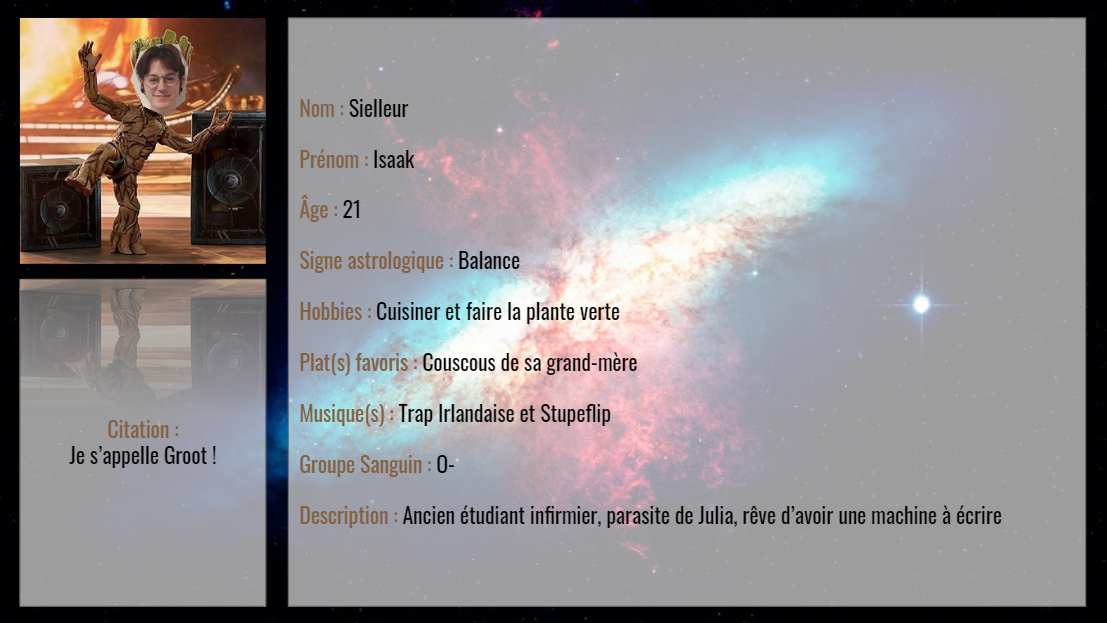 Nom : Sielleur
Prénom : Isaak
Âge : 21
Signe astrologique : Balance
Hobbies : Cuisiner et faire la plante verte
Plat(s) favoris : Couscous de sa grand-mère
Musique(s) : Trap Irlandaise et Stupeflip
Groupe Sanguin : O-
Description : Ancien étudiant infirmier, parasite de Julia, rêve d’avoir une machine à écrire
Citation :
Je s’appelle Groot !